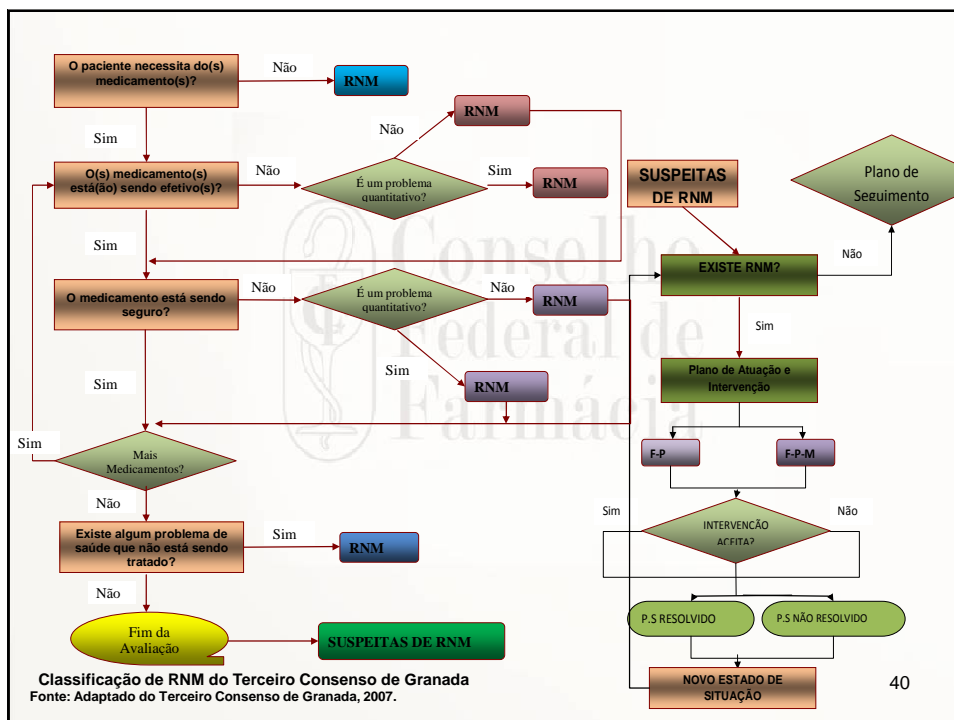 O paciente necessita do(s)
medicamento(s)?
Não
RNM
Sim
O(s) medicamento(s)
está(ão) sendo efetivo(s)?
Não
É um problema
quantitativo?
Não
RNM
Sim
RNM
Sim
O medicamento está sendo
seguro?
Não
É um problema
quantitativo?
Não
RNM
Sim
RNM
Sim
Mais
Medicamentos?
Sim
Não
Existe algum problema de
saúde que não está sendo
tratado?
Sim
RNM
Não
Fim da
Avaliação
SUSPEITAS DE RNM
SUSPEITAS
DE RNM
EXISTE RNM?
Não
Plano de
Seguimento
Sim
Plano de Atuação e
Intervenção
F-P
F-P-M
INTERVENCÃO
ACEITA?
Sim
Não
P.S RESOLVIDO
P.S NÃO RESOLVIDO
NOVO ESTADO DE
SITUAÇÃO
Conselho
Federal de
Farmácia
Classificação de RNM do Terceiro Consenso de Granada
Fonte: Adaptado do Terceiro Consenso de Granada, 2007.
40